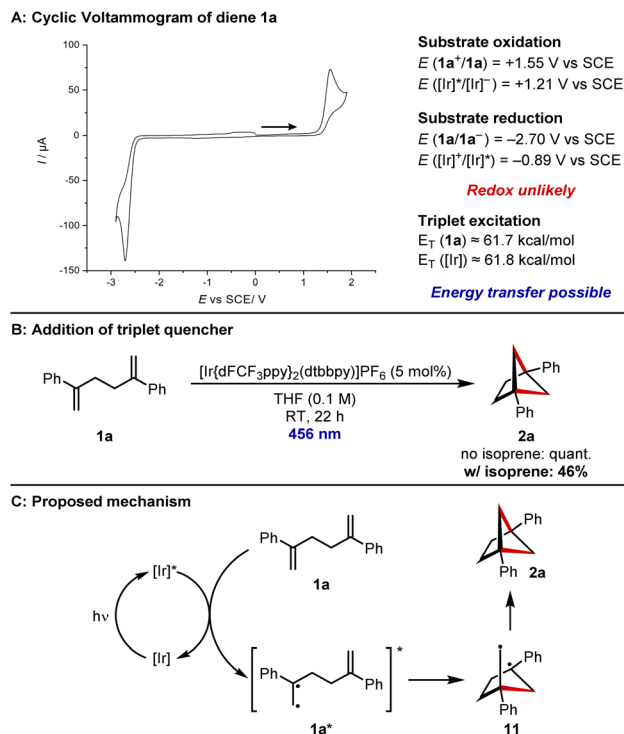 A: Cyclic Voltammogram of diene 1a
100
50
0
-50
-100
-150
I / µA
-3
-2
-1
0
1
2
E vs SCE/ V
Substrate oxidation
E (1a⁺/1a) = +1.55 V vs SCE
E ([Ir]*/[Ir]⁻) = +1.21 V vs SCE
Substrate reduction
E (1a/1a⁻) = –2.70 V vs SCE
E ([Ir]⁺/[Ir]*) = –0.89 V vs SCE
Redox unlikely
Triplet excitation
E_T (1a) ≈ 61.7 kcal/mol
E_T ([Ir]) ≈ 61.8 kcal/mol
Energy transfer possible
B: Addition of triplet quencher
Ph
Ph
1a
[Ir{dFCF₃ppy}₂(dtbbpy)]PF₆ (5 mol%)
THF (0.1 M)
RT, 22 h
456 nm
Ph
Ph
2a
no isoprene: quant.
w/ isoprene: 46%
C: Proposed mechanism
hν
[Ir]*
[Ir]
Ph
Ph
1a
Ph
Ph
*
1a*
Ph
Ph
2a
Ph
Ph
11